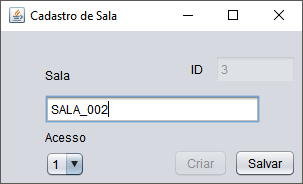 Cadastro de Sala
ID 3
Sala
SALA_002
Acesso
1 Criar Salvar